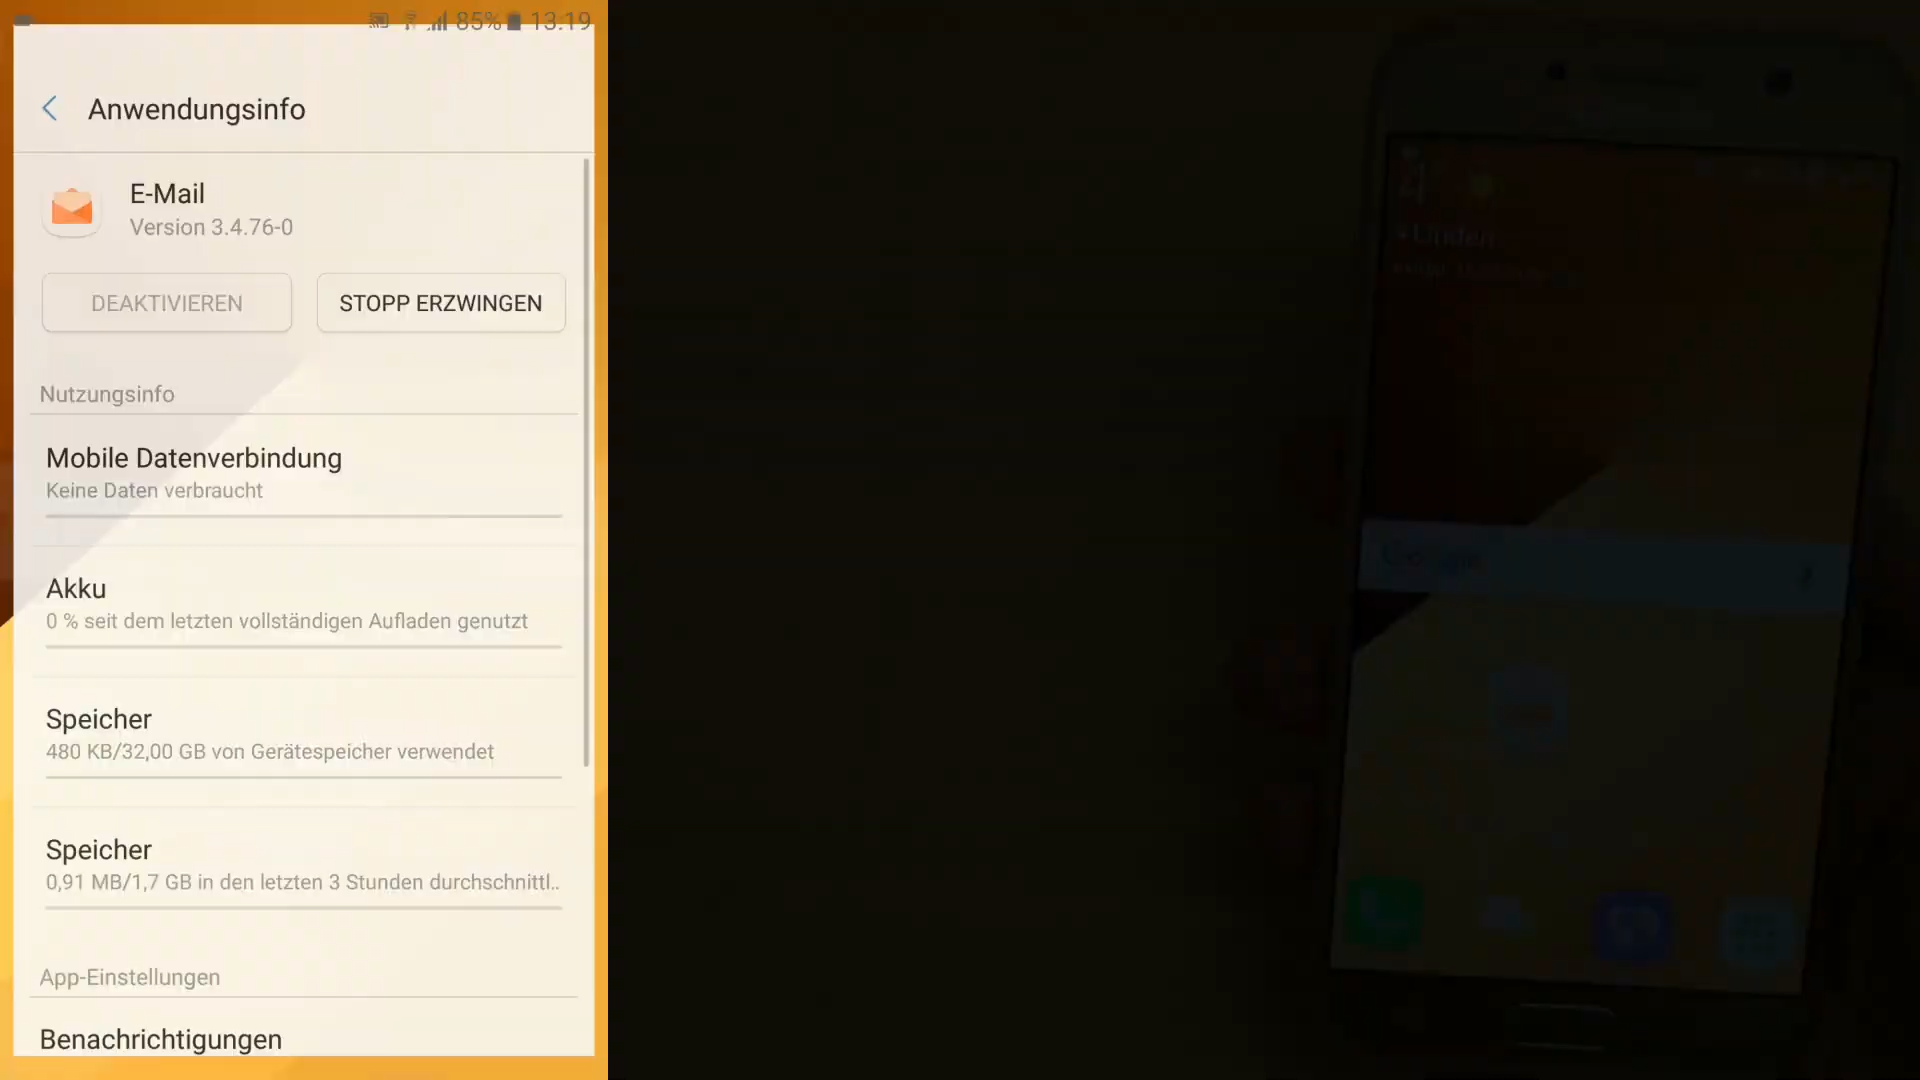 85% 13:19
Anwendungsinfo
E-Mail
Version 3.4.76-0
DEAKTIVIEREN
STOPP ERZWINGEN
Nutzungsinfo
Mobile Datenverbindung
Keine Daten verbraucht
Akku
0 % seit dem letzten vollständigen Aufladen genutzt
Speicher
480 KB/32,00 GB von Gerätespeicher verwendet
Speicher
0,91 MB/1,7 GB in den letzten 3 Stunden durchschnittl..
App-Einstellungen
Benachrichtigungen
Linden
Google